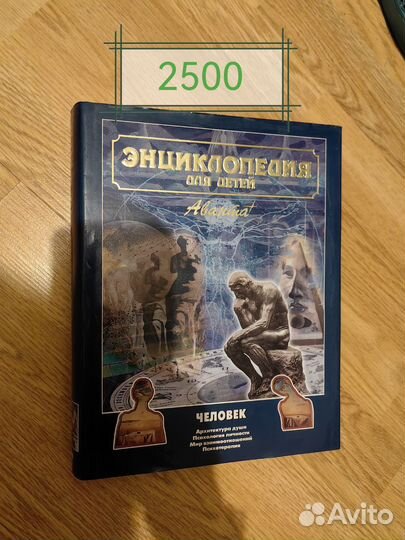 2500
ЭНЦИКЛОПЕДИЯ
ДЛЯ ДЕТЕЙ
Аванта+
ЧЕЛОВЕК
Архитектура души
Психология личности
Мир взаимоотношений
Психотерапия
Avito